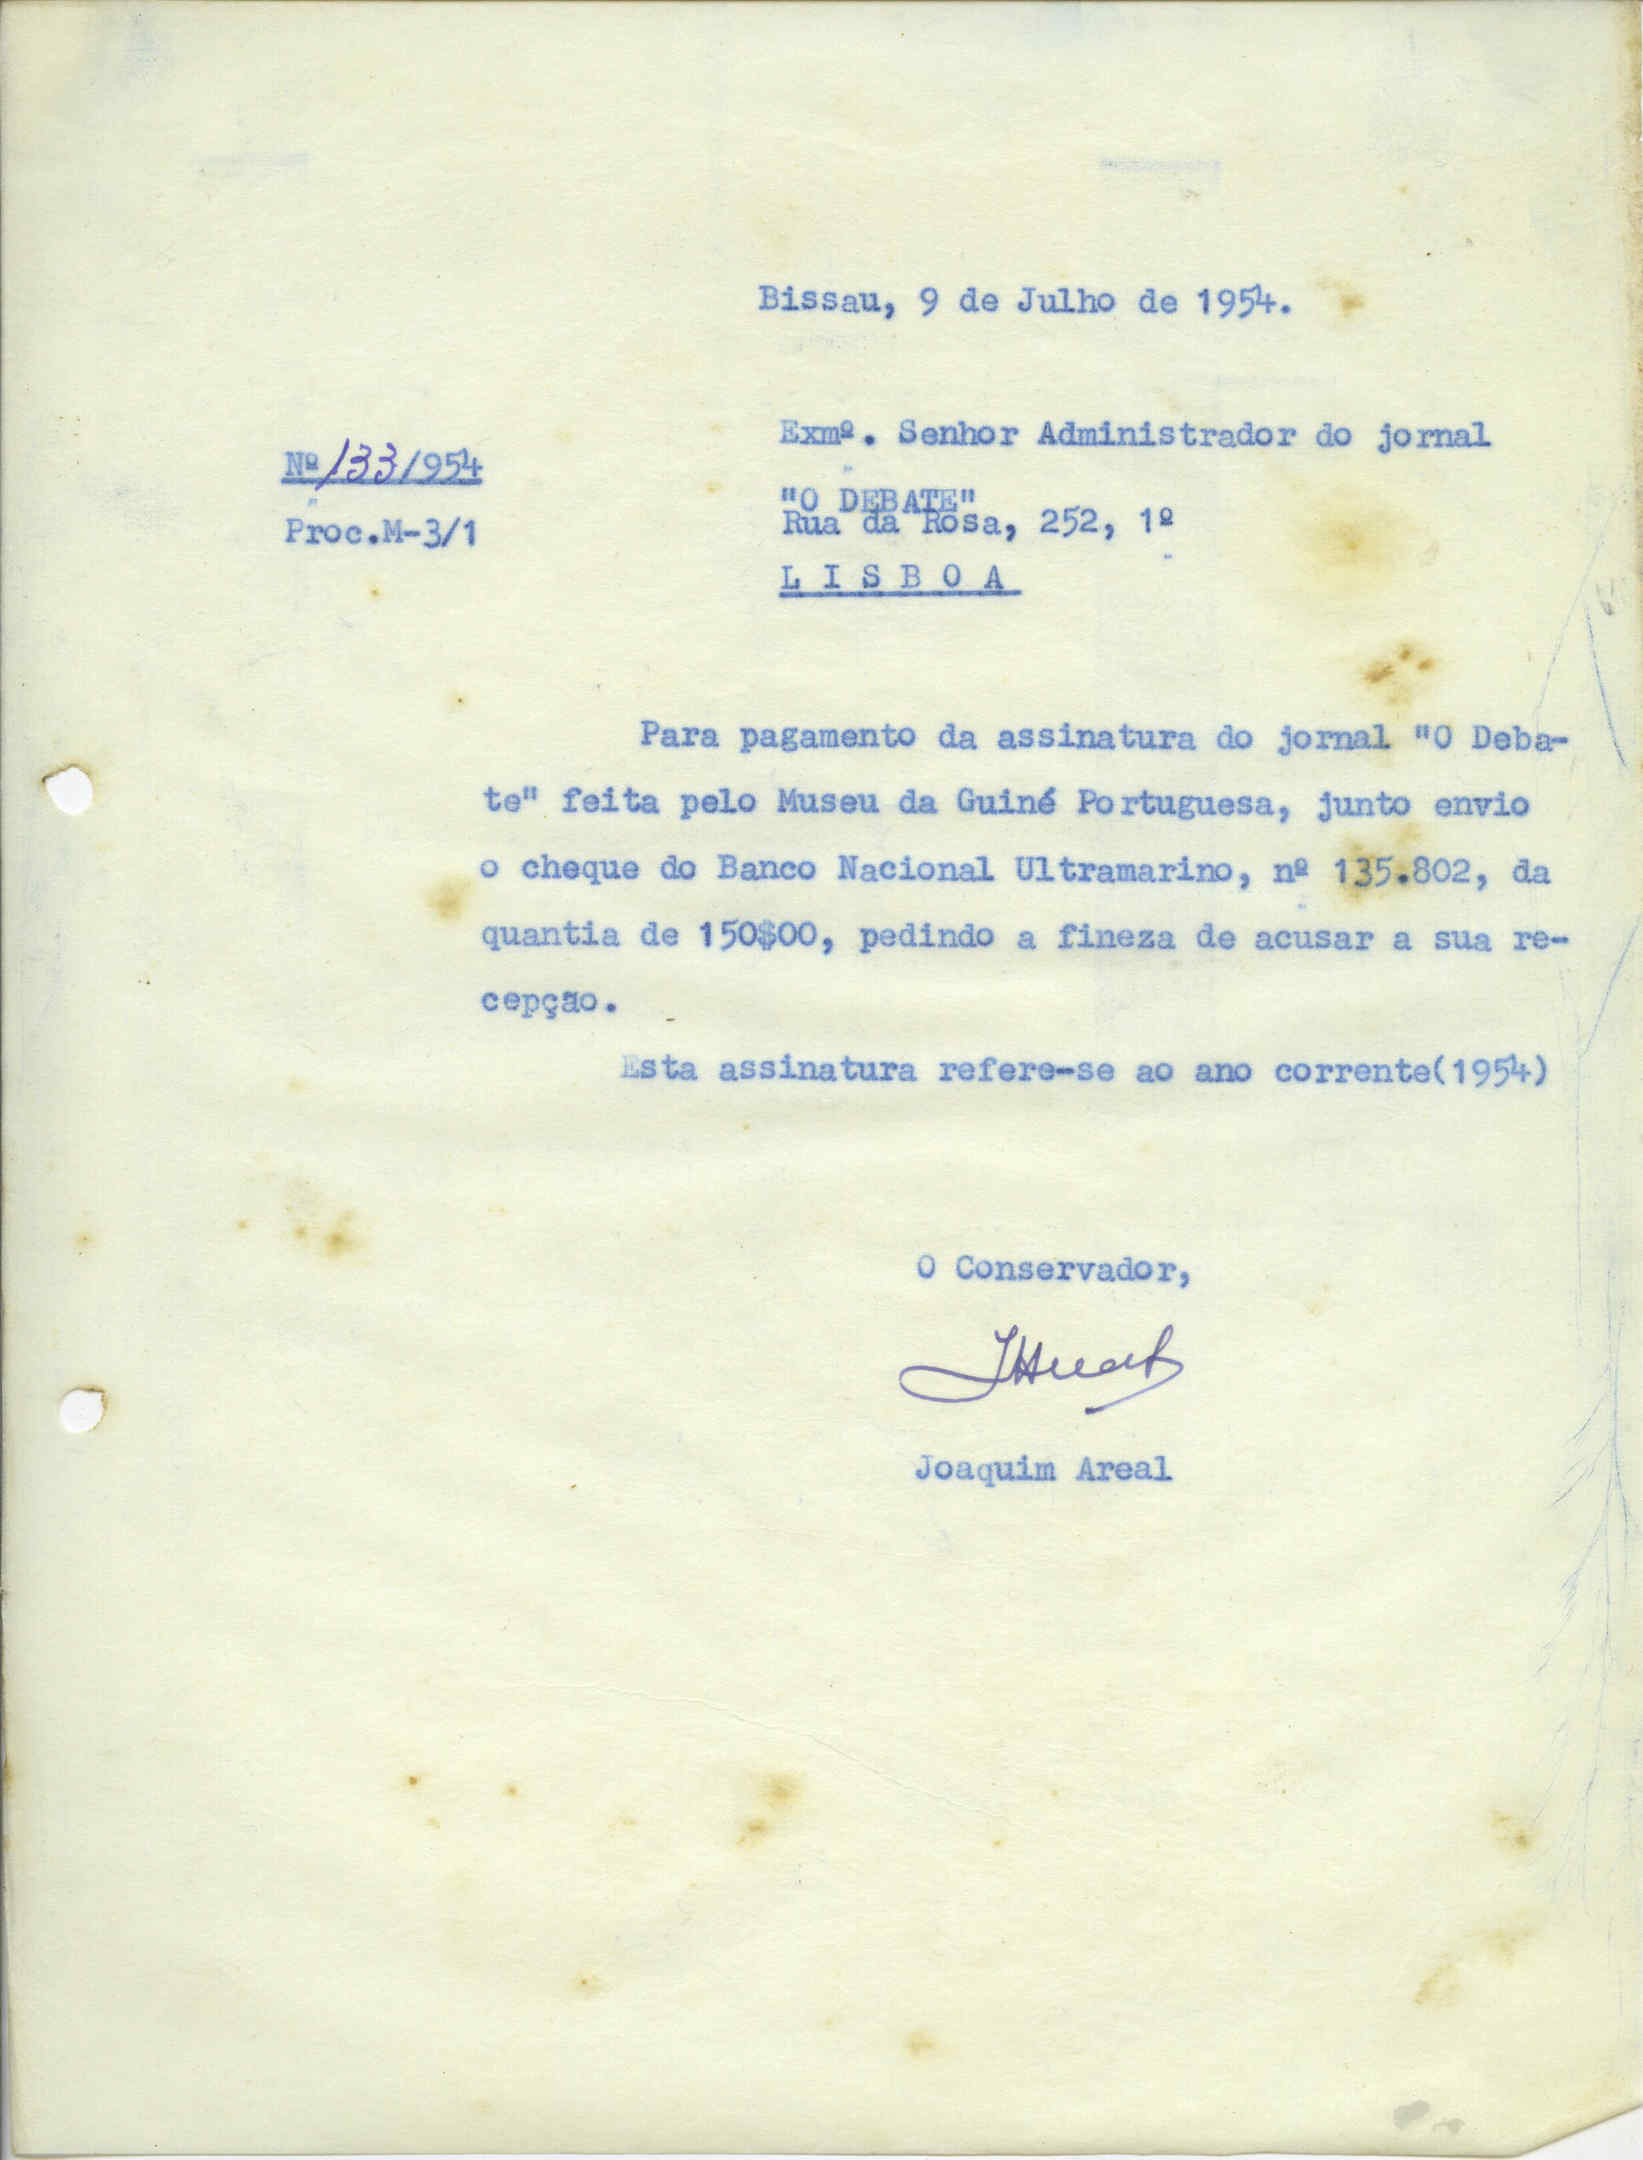 Bissau, 9 de Julho de 1954.
Exmº. Senhor Administrador do jornal
Nº 133/954
"O DEBATE"
Rua da Rosa, 252, 1º
Proc.M-3/1
L I S B O A
Para pagamento da assinatura do jornal "O Deba-
te" feita pelo Museu da Guiné Portuguesa, junto envio
o cheque do Banco Nacional Ultramarino, nº 135.802, da
quantia de 150$00, pedindo a fineza de acusar a sua re-
cepção.
Esta assinatura refere-se ao ano corrente(1954)
O Conservador,
Joaquim Areal